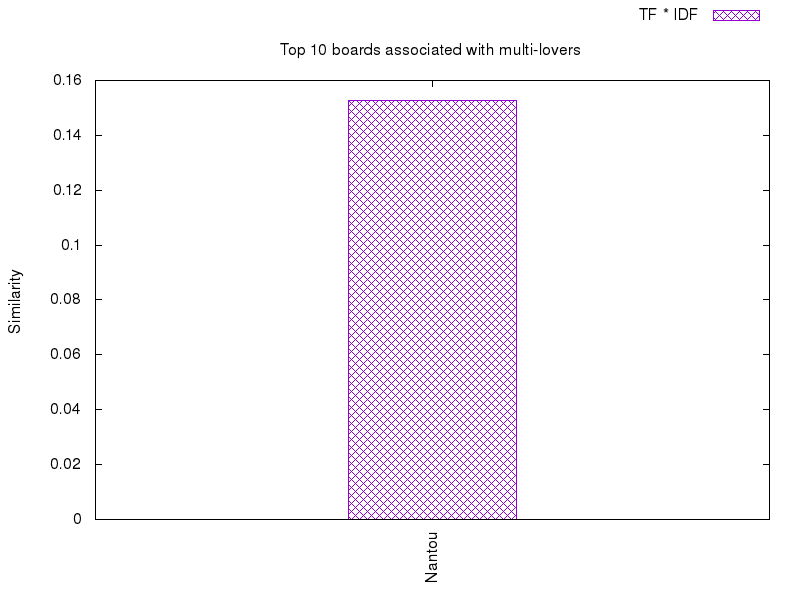 TF * IDF
Top 10 boards associated with multi-lovers
0.16
0.14
0.12
0.1
0.08
0.06
0.04
0.02
0
Similarity
Nantou